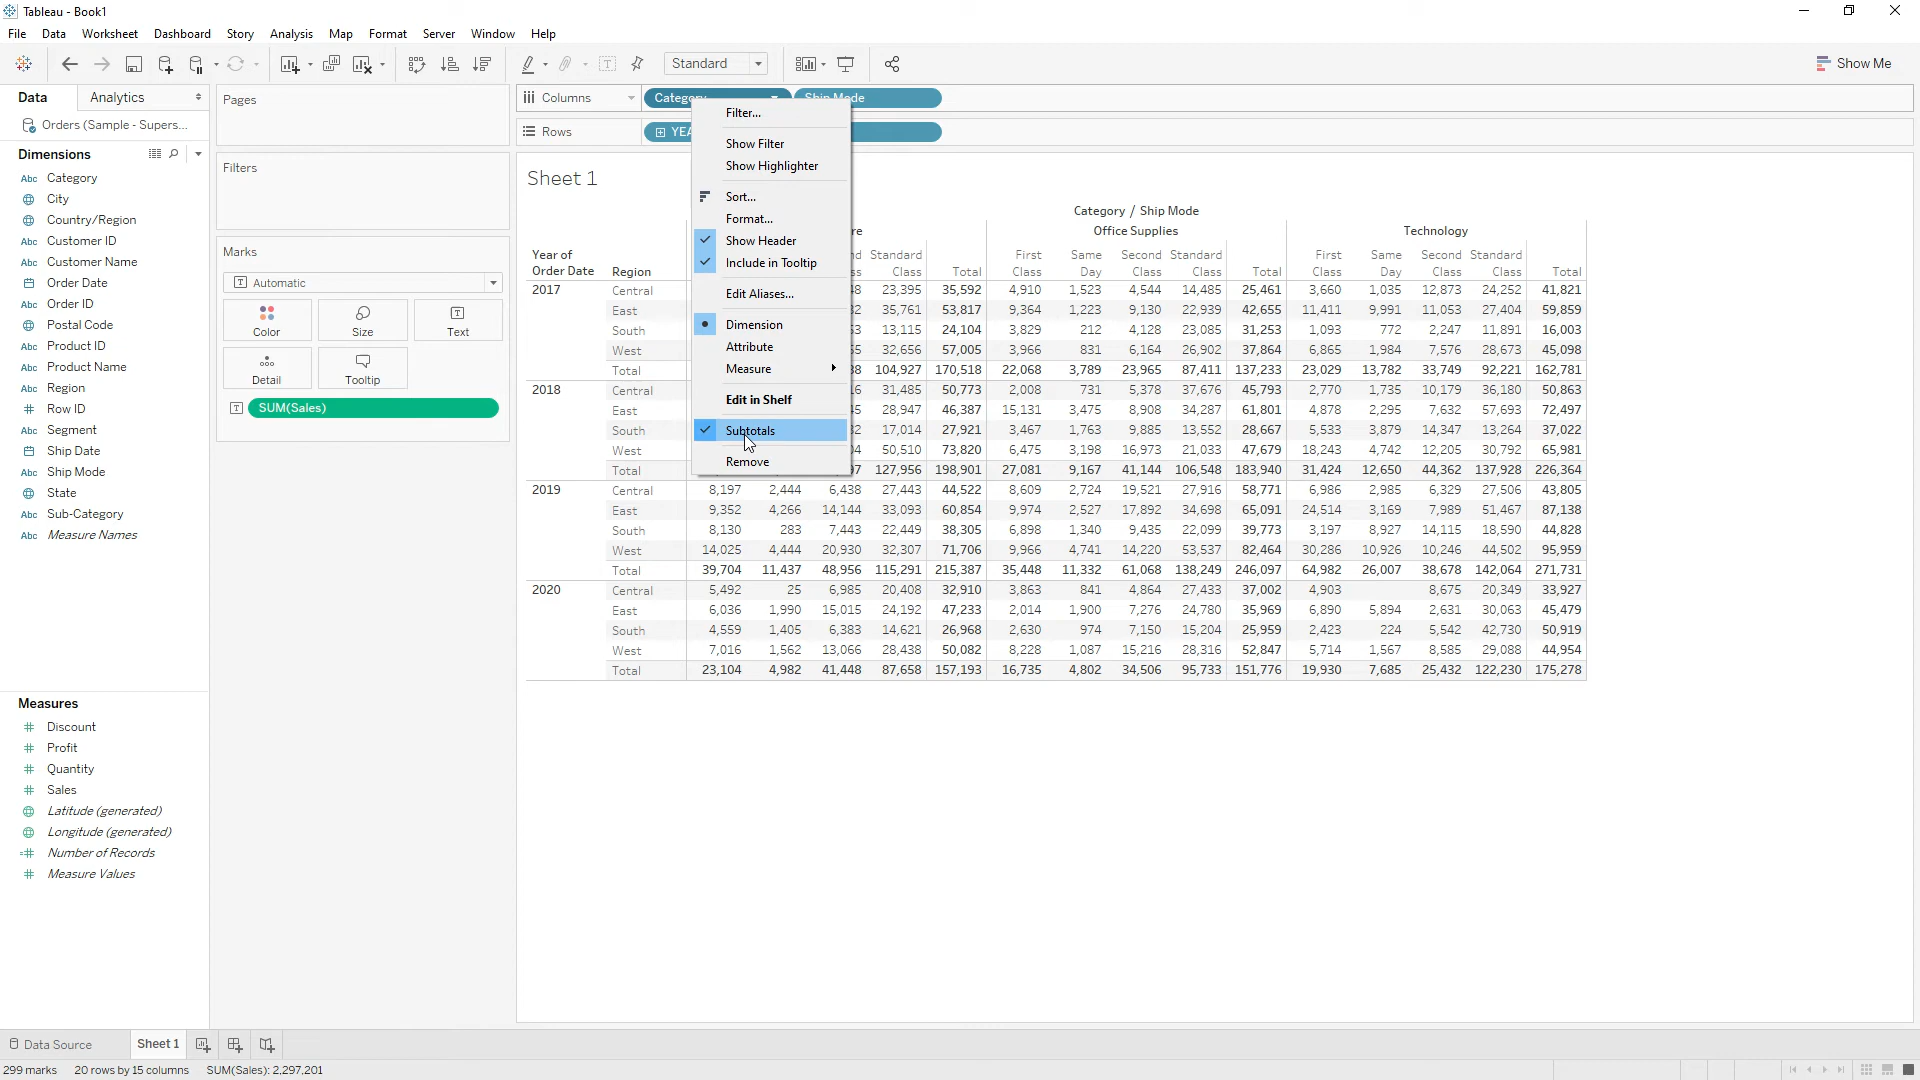 Tableau - Book1
File Data Worksheet Dashboard Story Analysis Map Format Server Window Help
Standard
Show Me
Data
Analytics
Orders (Sample - Supers...
Dimensions
Abc Category
City
Country/Region
Abc Customer ID
Abc Customer Name
Order Date
Abc Order ID
Postal Code
Abc Product ID
Abc Product Name
Abc Region
# Row ID
Abc Segment
Ship Date
Abc Ship Mode
State
Abc Sub-Category
Abc Measure Names
Measures
# Discount
# Profit
# Quantity
# Sales
Latitude (generated)
Longitude (generated)
=# Number of Records
# Measure Values
Pages
Filters
Marks
T Automatic
Color
Size
T Text
Detail
Tooltip
T SUM(Sales)
Columns
Category
Ship Mode
Rows
YEA
Sheet 1
Filter...
Show Filter
Show Highlighter
Sort...
Format...
Show Header
Include in Tooltip
Edit Aliases...
Dimension
Attribute
Measure
Edit in Shelf
Subtotals
Remove
Category / Ship Mode
re Office Supplies Technology
Year of Order Date
Region
nd ss Standard Class Total First Class Same Day Second Class Standard Class Total First Class Same Day Second Class Standard Class Total
2017 Central 48 23,395 35,592 4,910 1,523 4,544 14,485 25,461 3,660 1,035 12,873 24,252 41,821
East 32 35,761 53,817 9,364 1,223 9,130 22,939 42,655 11,411 9,991 11,053 27,404 59,859
South 53 13,115 24,104 3,829 212 4,128 23,085 31,253 1,093 772 2,247 11,891 16,003
West 55 32,656 57,005 3,966 831 6,164 26,902 37,864 6,865 1,984 7,576 28,673 45,098
Total 38 104,927 170,518 22,068 3,789 23,965 87,411 137,233 23,029 13,782 33,749 92,221 162,781
2018 Central 16 31,485 50,773 2,008 731 5,378 37,676 45,793 2,770 1,735 10,179 36,180 50,863
East 45 28,947 46,387 15,131 3,475 8,908 34,287 61,801 4,878 2,295 7,632 57,693 72,497
South 32 17,014 27,921 3,467 1,763 9,885 13,552 28,667 5,533 3,879 14,347 13,264 37,022
West 04 50,510 73,820 6,475 3,198 16,973 21,033 47,679 18,243 4,742 12,205 30,792 65,981
Total 97 127,956 198,901 27,081 9,167 41,144 106,548 183,940 31,424 12,650 44,362 137,928 226,364
2019 Central 8,197 2,444 6,438 27,443 44,522 8,609 2,724 19,521 27,916 58,771 6,986 2,985 6,329 27,506 43,805
East 9,352 4,266 14,144 33,093 60,854 9,974 2,527 17,892 34,698 65,091 24,514 3,169 7,989 51,467 87,138
South 8,130 283 7,443 22,449 38,305 6,898 1,340 9,435 22,099 39,773 3,197 8,927 14,115 18,590 44,828
West 14,025 4,444 20,930 32,307 71,706 9,966 4,741 14,220 53,537 82,464 30,286 10,926 10,246 44,502 95,959
Total 39,704 11,437 48,956 115,291 215,387 35,448 11,332 61,068 138,249 246,097 64,982 26,007 38,678 142,064 271,731
2020 Central 5,492 25 6,985 20,408 32,910 3,863 841 4,864 27,433 37,002 4,903 8,675 20,349 33,927
East 6,036 1,990 15,015 24,192 47,233 2,014 1,900 7,276 24,780 35,969 6,890 5,894 2,631 30,063 45,479
South 4,559 1,405 6,383 14,621 26,968 2,630 974 7,150 15,204 25,959 2,423 224 5,542 42,730 50,919
West 7,016 1,562 13,066 28,438 50,082 8,228 1,087 15,216 28,316 52,847 5,714 1,567 8,585 29,088 44,954
Total 23,104 4,982 41,448 87,658 157,193 16,735 4,802 34,506 95,733 151,776 19,930 7,685 25,432 122,230 175,278
Data Source
Sheet 1
299 marks 20 rows by 15 columns SUM(Sales): 2,297,201